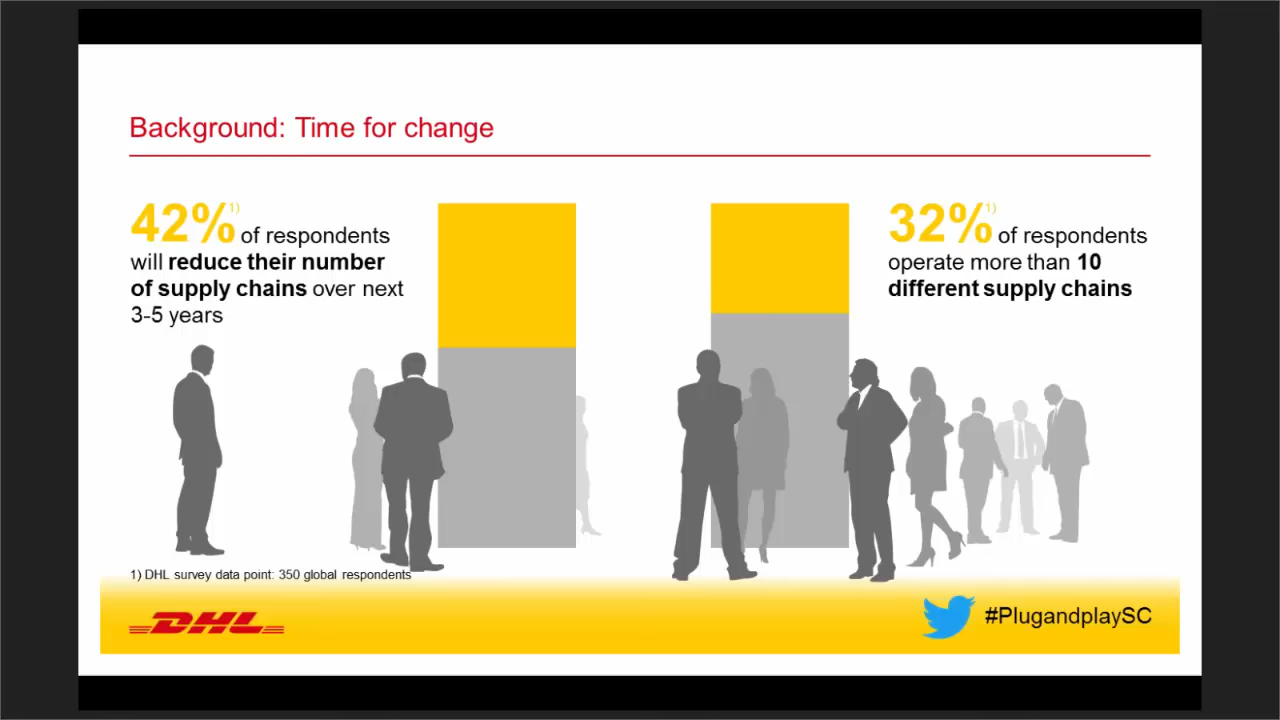 Background: Time for change
42%1) of respondents
will reduce their number
of supply chains over next
3-5 years
32%1) of respondents
operate more than 10
different supply chains
1) DHL survey data point: 350 global respondents
DHL
#PlugandplaySC